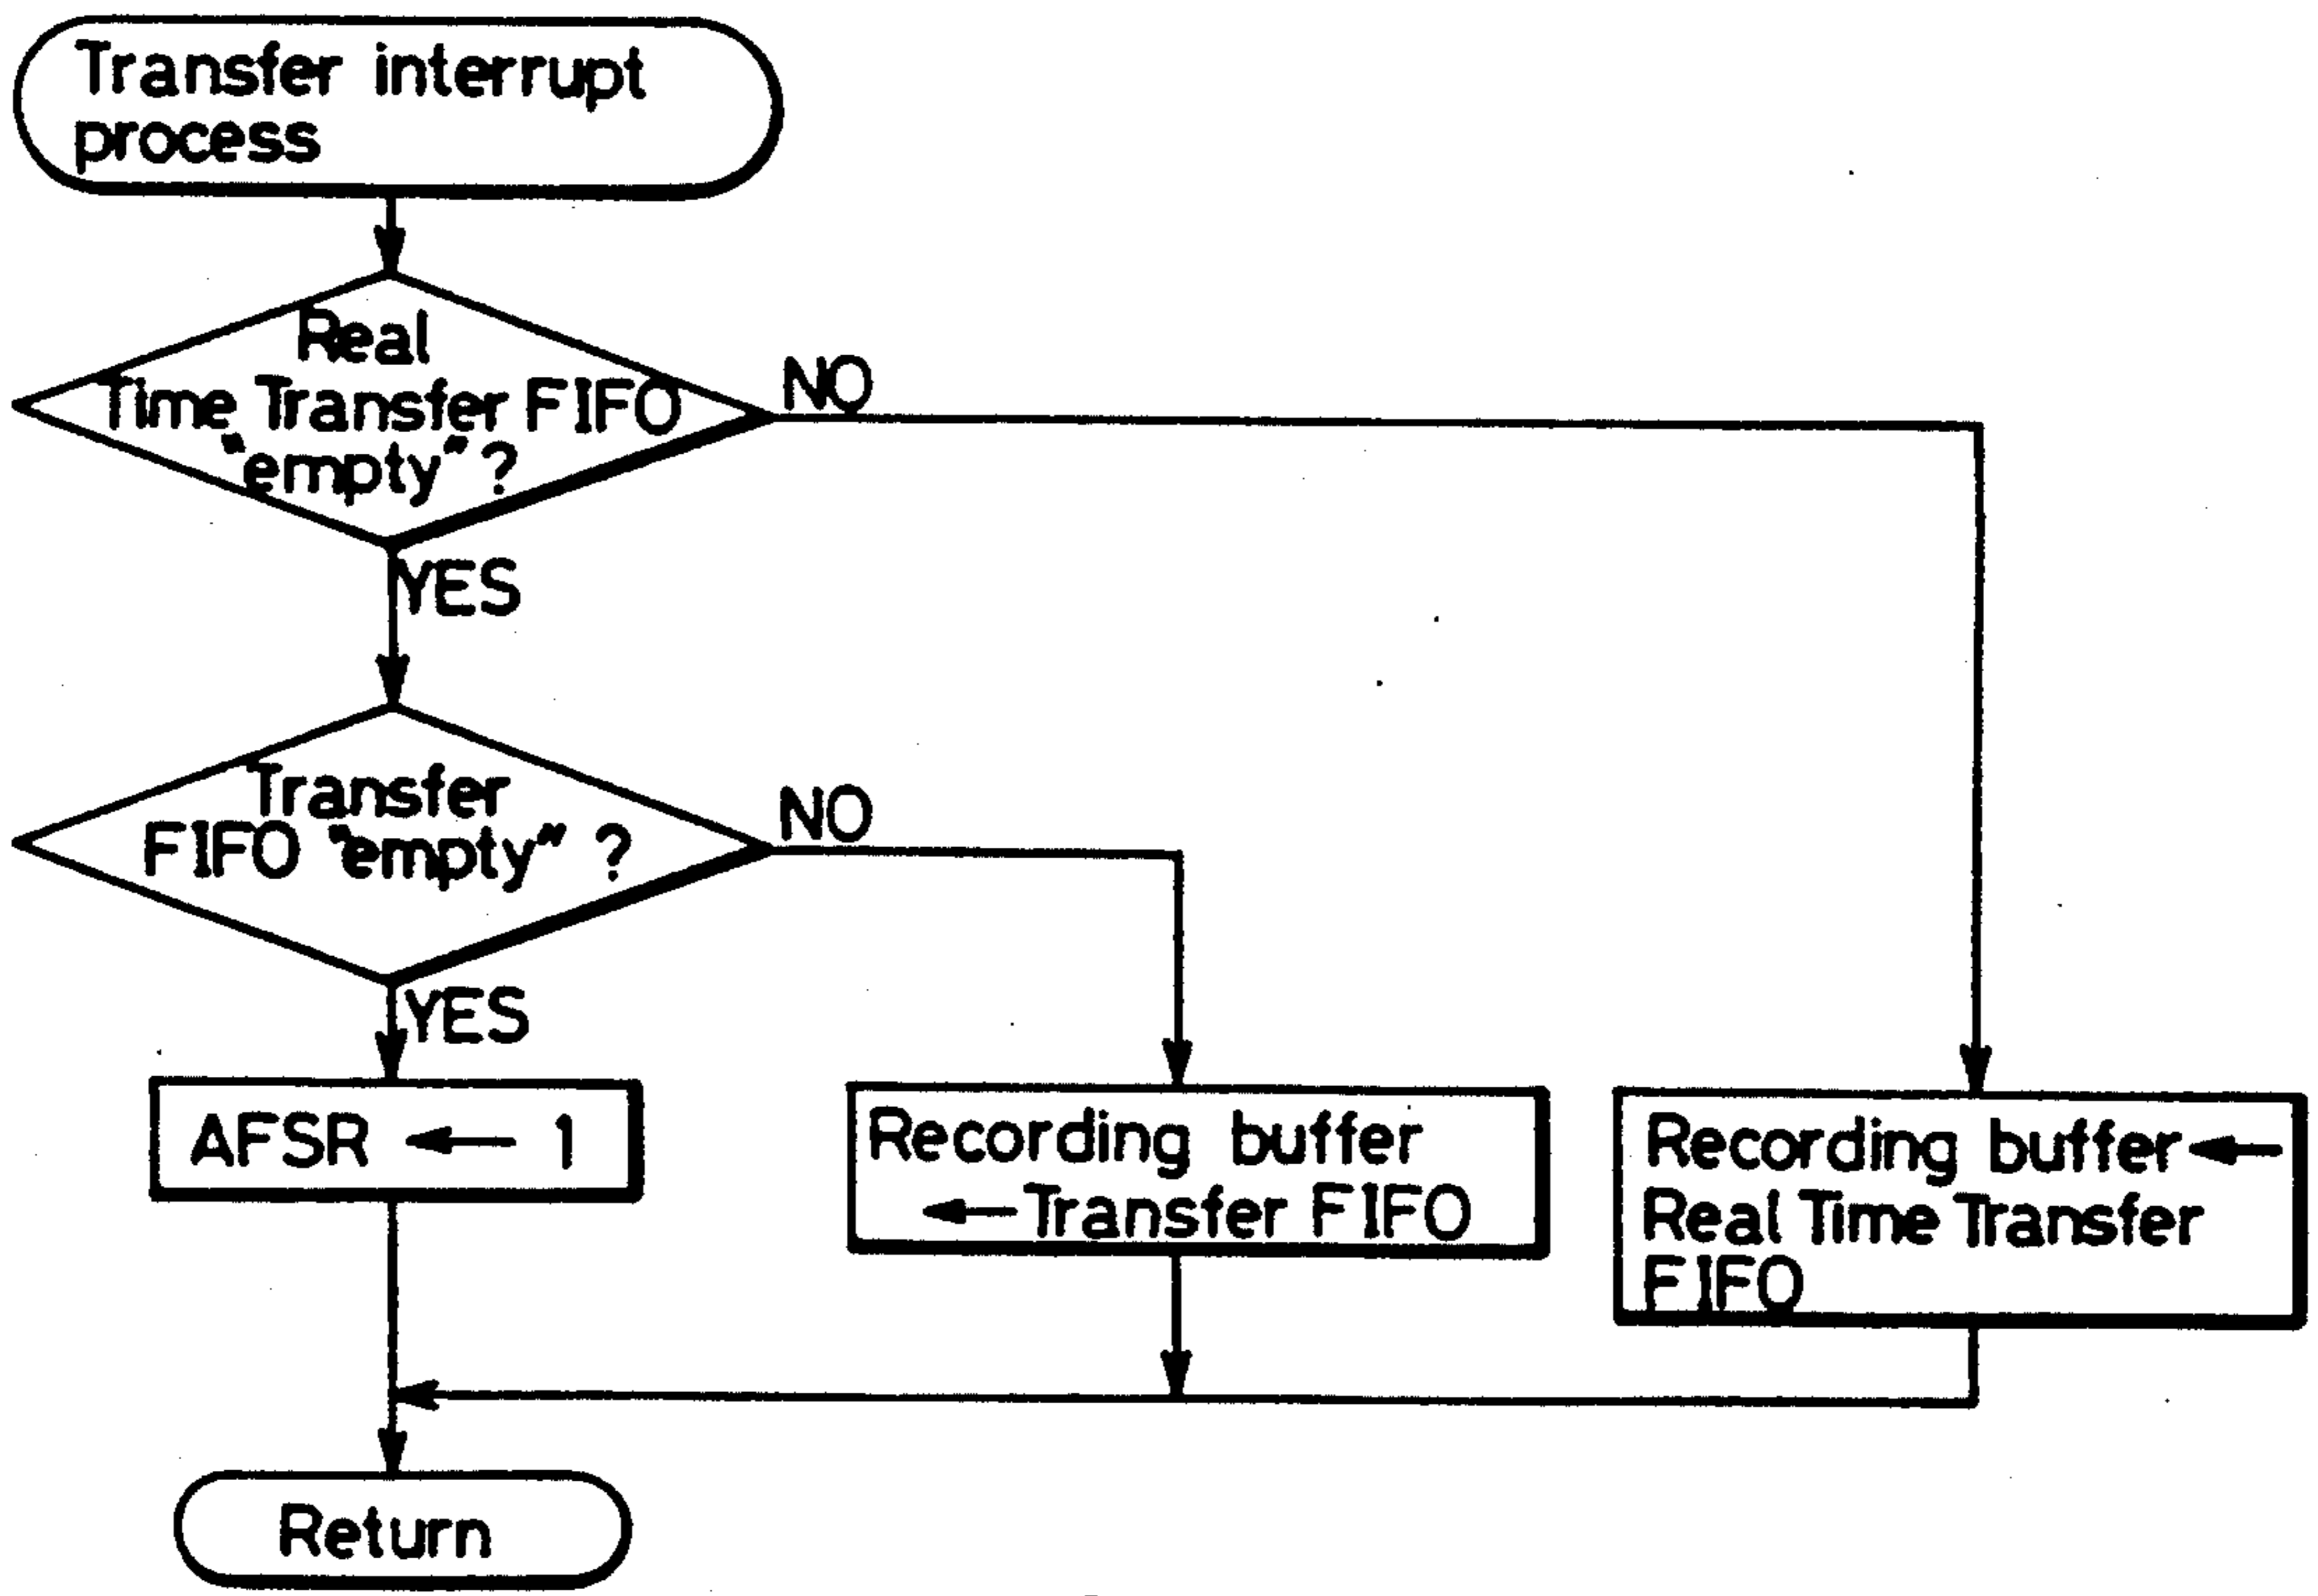 Transfer interrupt
process
Real
Time Transfer FIFO
"empty" ?
NO
YES
Transfer
FIFO "empty" ?
NO
YES
AFSR ← 1
Recording buffer
← Transfer FIFO
Recording buffer ←
Real Time Transfer
FIFO
Return